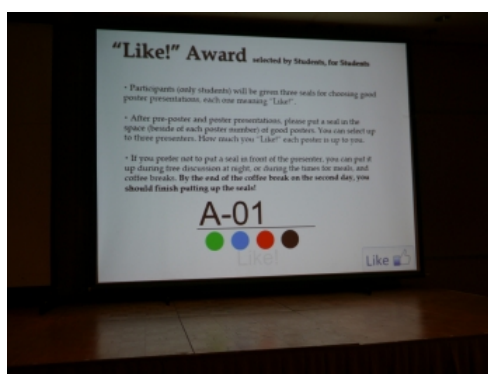 “Like!” Award selected by Students, for Students
• Participants (only students) will be given three seals for choosing good
poster presentations, each one meaning “Like!”.
• After pre-poster and poster presentations, please put a seal in the
space (beside of each poster number) of good posters. You can select up
to three presenters. How much you “Like!” each poster is up to you.
• If you prefer not to put a seal in front of the presenter, you can put it
up during free discussion at night, or during the times for meals, and
coffee breaks. By the end of the coffee break on the second day, you
should finish putting up the seals!
A-01
Like!
Like